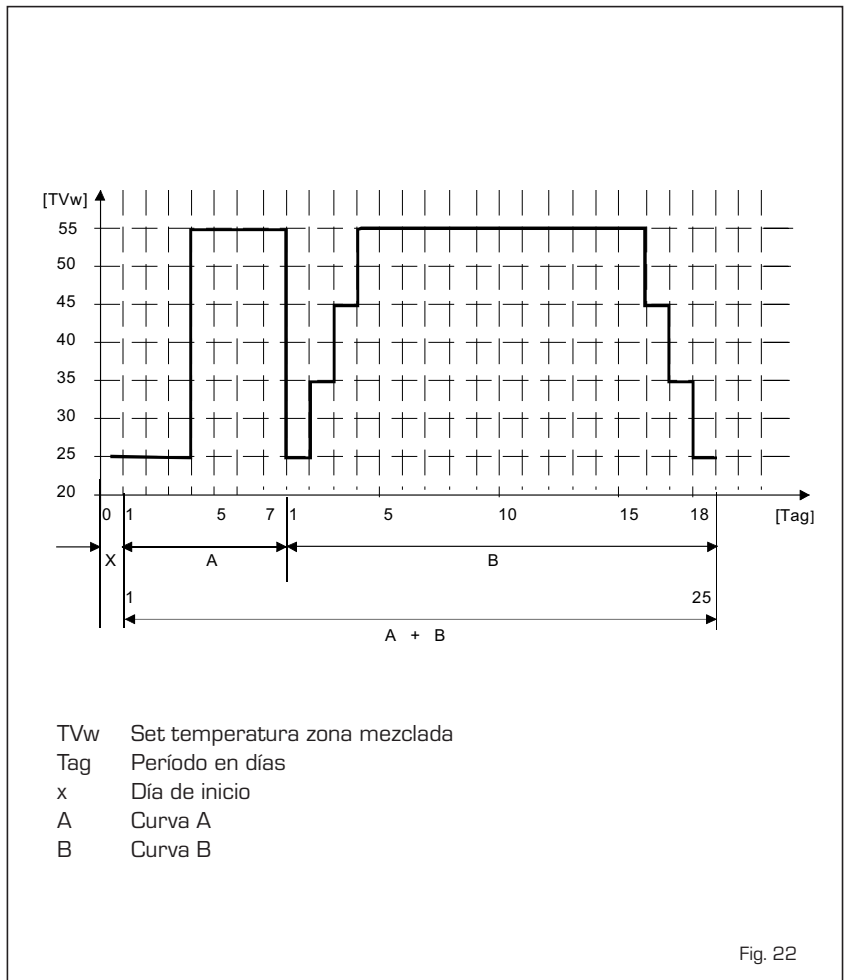 [TVw]
55
50
45
40
35
30
25
20
0 1 5 7 1 5 10 15 18
[Tag]
X A B
1 25
A + B
TVw Set temperatura zona mezclada
Tag Período en días
x Día de inicio
A Curva A
B Curva B
Fig. 22